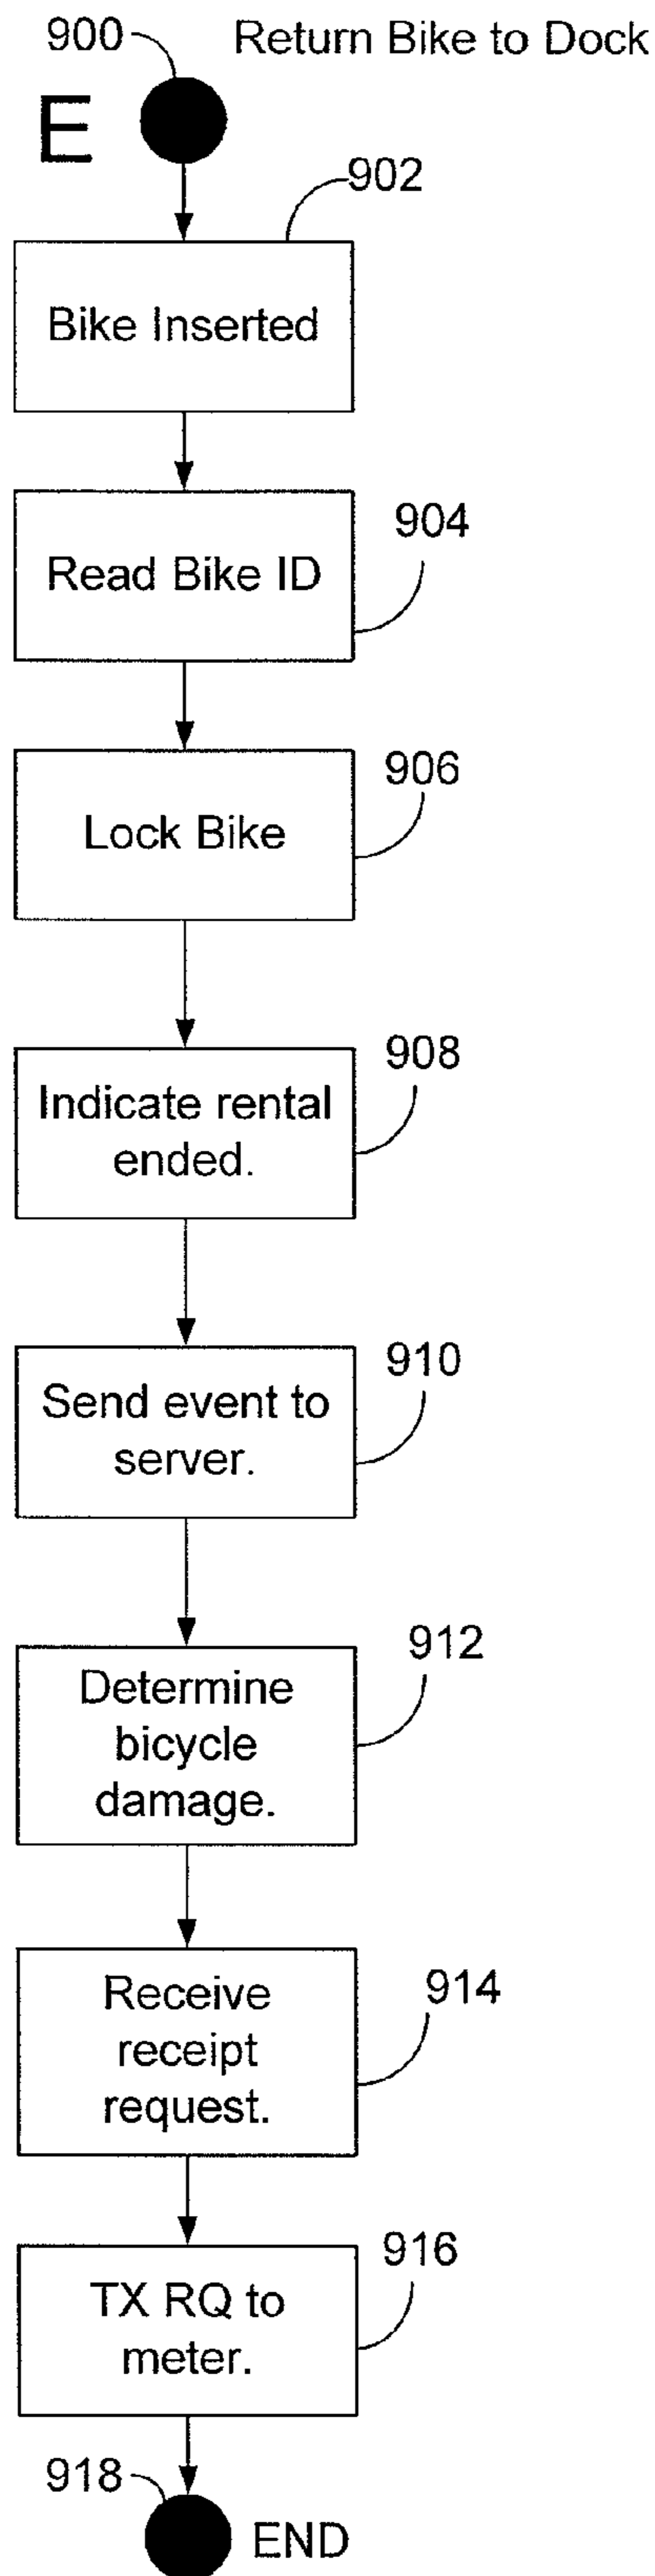 900 Return Bike to Dock
E
902
Bike Inserted
904
Read Bike ID
906
Lock Bike
908
Indicate rental
ended.
910
Send event to
server.
912
Determine
bicycle
damage.
914
Receive
receipt
request.
916
TX RQ to
meter.
918
END